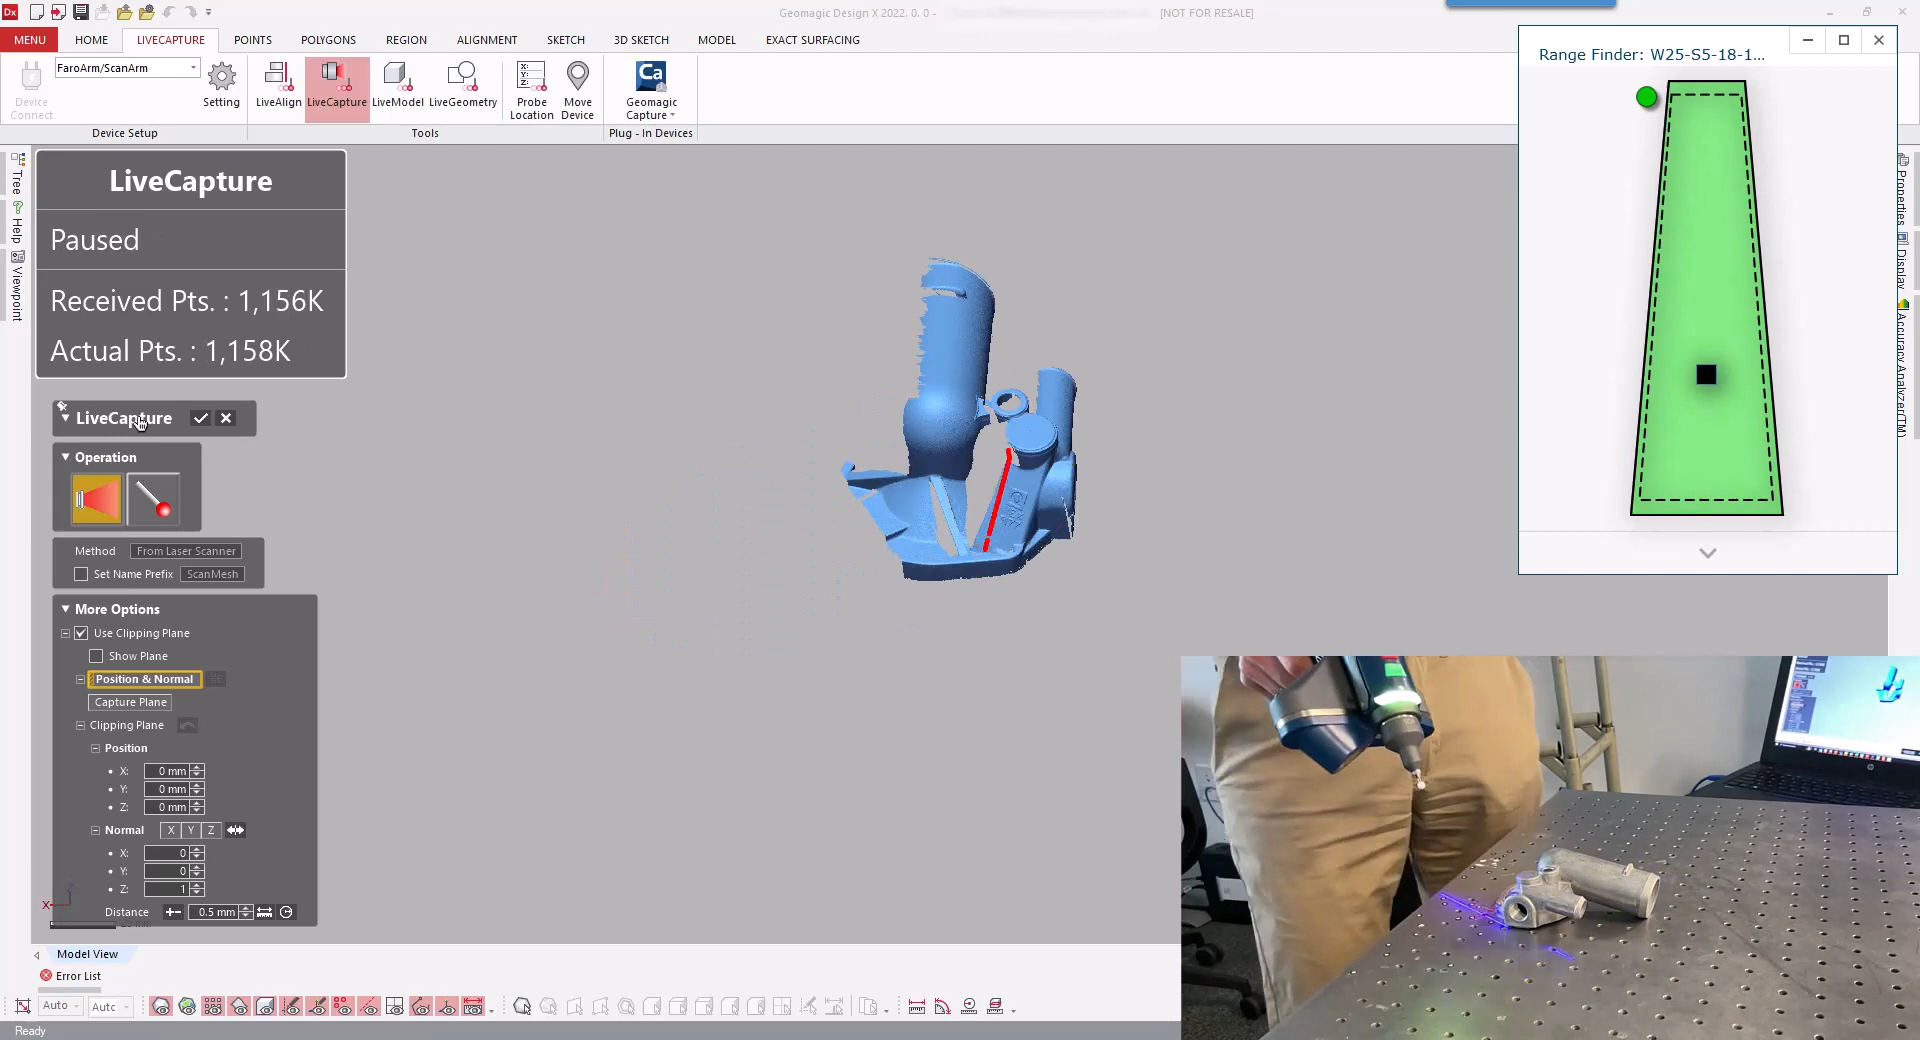 Dx
Geomagic Design X 2022. 0. 0 -
[NOT FOR RESALE]
MENU HOME LIVECAPTURE POINTS POLYGONS REGION ALIGNMENT SKETCH 3D SKETCH MODEL EXACT SURFACING
Device Connect
FaroArm/ScanArm
Setting
LiveAlign
LiveCapture
LiveModel
LiveGeometry
X:
Y:
Z:
Probe Location
Move Device
Ca
Geomagic Capture
Device Setup
Tools
Plug - In Devices
Range Finder: W25-S5-18-1...
Tree
Help
Viewpoint
Properties
Display
Accuracy Analyzer(TM)
LiveCapture
Paused
Received Pts. : 1,156K
Actual Pts. : 1,158K
LiveCapture
Operation
Method From Laser Scanner
Set Name Prefix ScanMesh
More Options
Use Clipping Plane
Show Plane
Position & Normal
Capture Plane
Clipping Plane
Position
X: 0 mm
Y: 0 mm
Z: 0 mm
Normal X Y Z
X: 0
Y: 0
Z: 1
Distance 0.5 mm
X
Model View
Error List
Auto
Auto
Ready